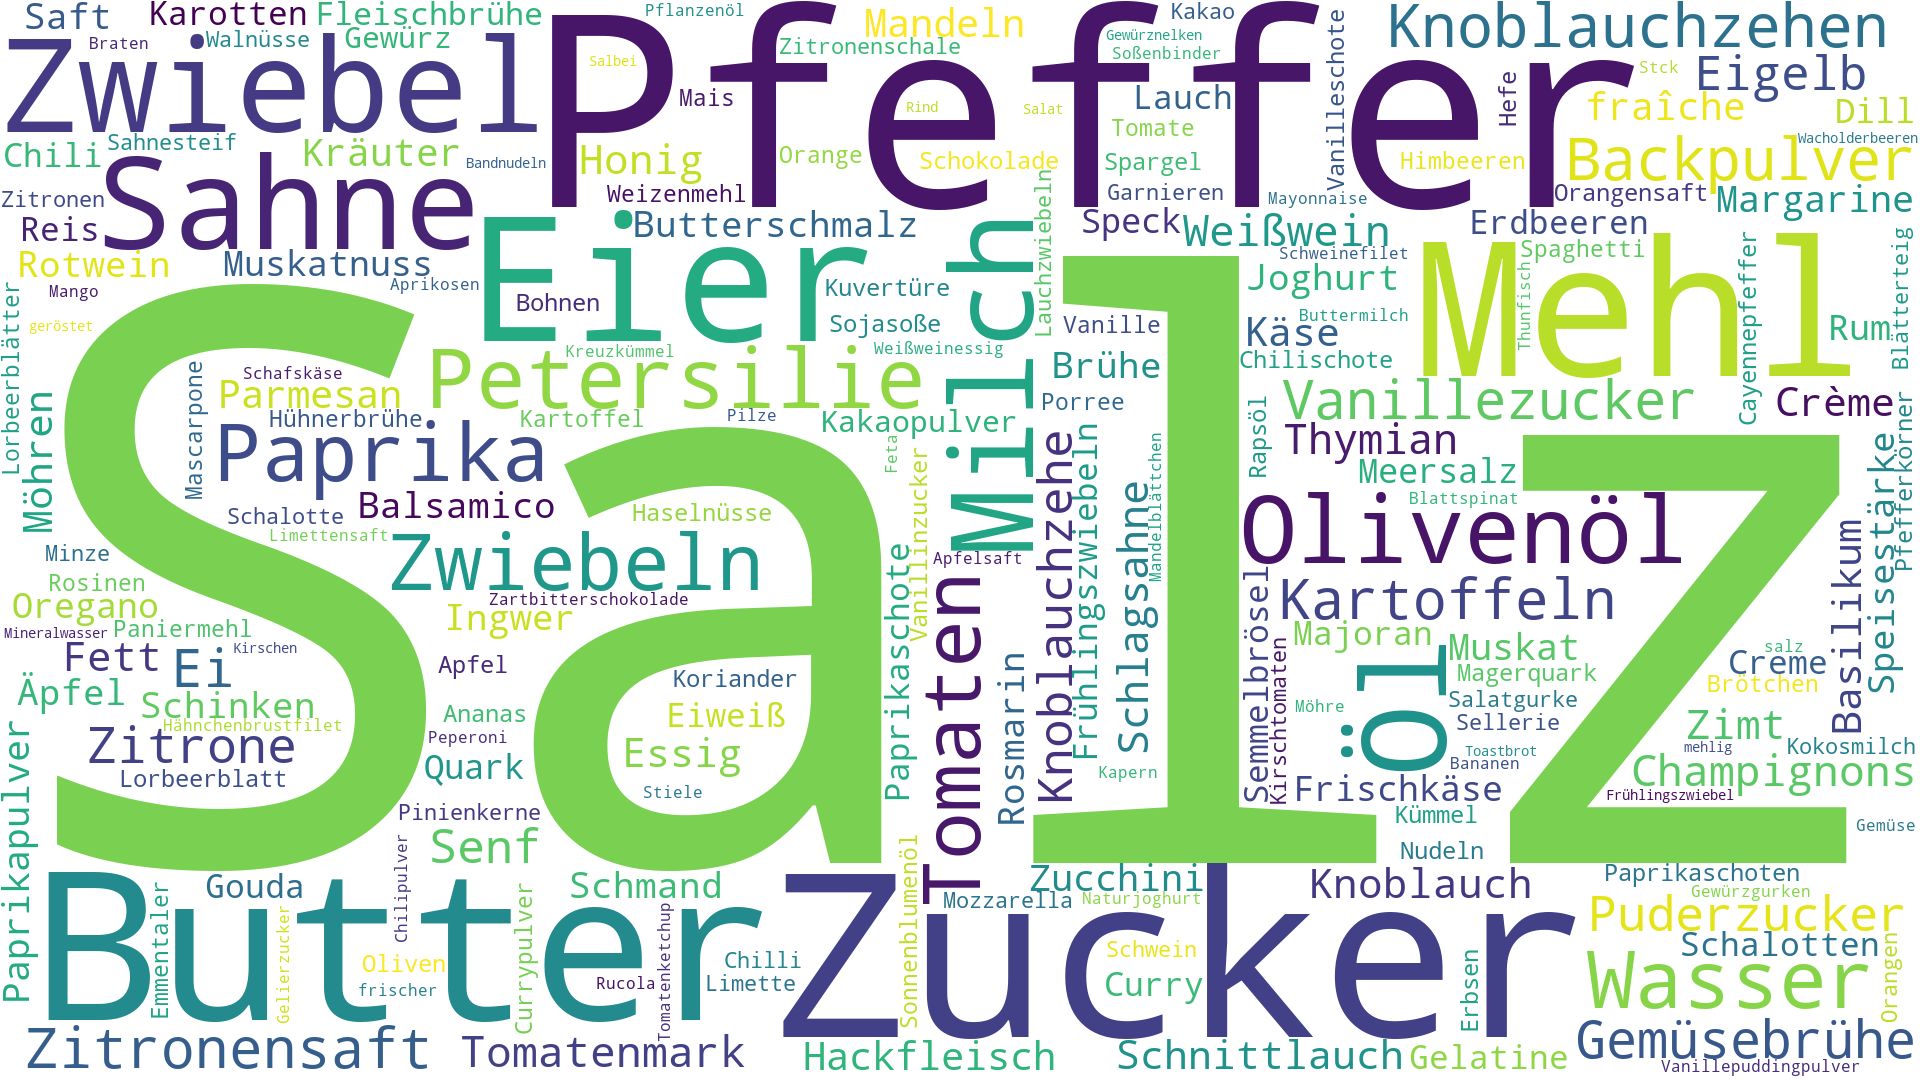 Saft
Karotten
Fleischbrühe
Pflanzenöl
Mandeln
Kakao
Knoblauchzehen
Zwiebel
Braten
Walnüsse
Gewürz
Pfeffer
Zitronenschale
Gewürznelken
Soßenbinder
Vanilleschote
Salbei
Eigelb
Stck
Mais
Rind
Salat
Lauch
Hefe
fraîche
Dill
Chili
Sahnesteif
Kräuter
Bandnudeln
Honig
Orange
Schokolade
Tomate
Spargel
Himbeeren
Backpulver
Wacholderbeeren
Zitronen
Sahne
Weizenmehl
Garnieren
Mayonnaise
Orangensaft
Margarine
Reis
Eier
Butterschmalz
Lauchzwiebeln
Speck
Weißwein
Erdbeeren
Rotwein
Muskatnuss
Milch
Schweinefilet
Mehl
Spaghetti
Thunfisch
Cayennepfeffer
Blätterteig
Mango
Aprikosen
Bohnen
Kuvertüre
Joghurt
Lorbeerblätter
geröstet
Sojasoße
Vanille
Buttermilch
Käse
Rum
Salz
Kreuzkümmel
Weißweinessig
Chilischote
Schafskäse
Petersilie
Brühe
Mascarpone
Parmesan
Möhren
Hühnerbrühe
Kartoffel
Pilze
Kakaopulver
Porree
Rapsöl
Vanillezucker
Crème
Paprika
Feta
Vanillinzucker
Knoblauchzehe
Frühlingszwiebeln
Mandelblättchen
Thymian
Meersalz
Speisestärke
Pfefferkörner
Balsamico
Schlagsahne
Blattspinat
Schalotte
Haselnüsse
Olivenöl
Limettensaft
Minze
Zwiebeln
Paprikaschote
Apfelsaft
Basilikum
Rosinen
Zartbitterschokolade
Tomaten
Semmelbrösel
Kartoffeln
Oregano
Ingwer
Mineralwasser
Paniermehl
Majoran
Muskat
salz
Fett
Ei
Kirschen
Apfel
Rosmarin
Kirschtomaten
Öl
Magerquark
Creme
Äpfel
Schinken
Koriander
Salatgurke
Brötchen
Hähnchenbrustfilet
Ananas
Eiweiß
Möhre
Sellerie
Zimt
Paprikapulver
Zitrone
Peperoni
Essig
Toastbrot
mehlig
Kokosmilch
Lorbeerblatt
Quark
Kapern
Bananen
Champignons
Stiele
Frischkäse
Frühlingszwiebel
Pinienkerne
Kümmel
Gemüse
Senf
Chilipulver
Sonnenblumenöl
Nudeln
Butter
Emmentaler
Gouda
Gelierzucker
Currypulver
Schmand
Tomatenketchup
Zucker
Zucchini
Knoblauch
Paprikaschoten
Gewürzgurken
Mozzarella
Naturjoghurt
Puderzucker
Oliven
Chilli
Schwein
Schalotten
Orangen
frischer
Rucola
Limette
Curry
Erbsen
Wasser
Zitronensaft
Tomatenmark
Hackfleisch
Schnittlauch
Gelatine
Gemüsebrühe
Vanillepuddingpulver